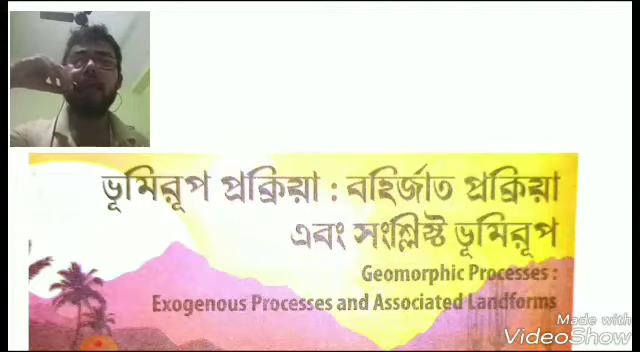 ভূমিরূপ প্রক্রিয়া : বহির্জাত প্রক্রিয়া
এবং সংশ্লিষ্ট ভূমিরূপ
Geomorphic Processes :
Exogenous Processes and Associated Landforms
Made with
VideoShow